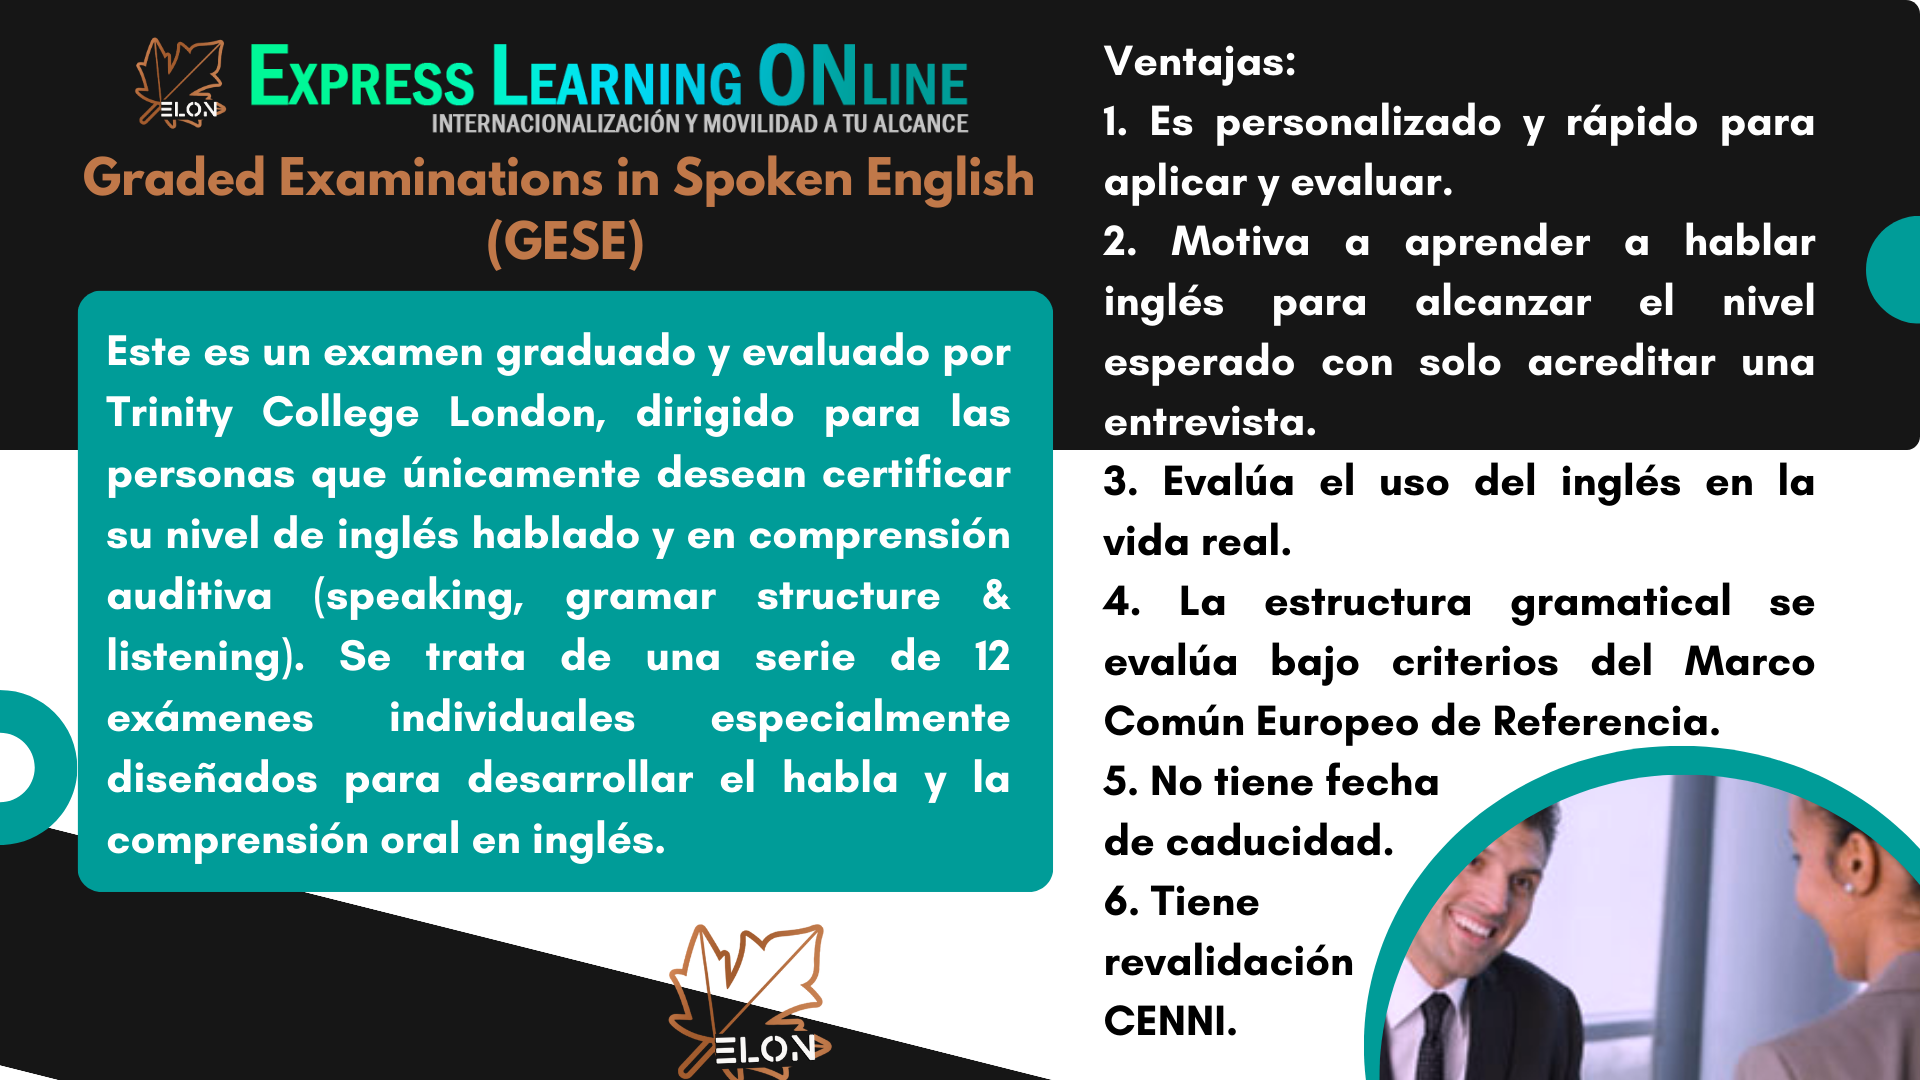 ELON
EXPRESS LEARNING ONLINE
INTERNACIONALIZACIÓN Y MOVILIDAD A TU ALCANCE
Graded Examinations in Spoken English
(GESE)
Este es un examen graduado y evaluado por
Trinity College London, dirigido para las
personas que únicamente desean certificar
su nivel de inglés hablado y en comprensión
auditiva (speaking, gramar structure &
listening). Se trata de una serie de 12
exámenes individuales especialmente
diseñados para desarrollar el habla y la
comprensión oral en inglés.
ELON
Ventajas:
1. Es personalizado y rápido para
aplicar y evaluar.
2. Motiva a aprender a hablar
inglés para alcanzar el nivel
esperado con solo acreditar una
entrevista.
3. Evalúa el uso del inglés en la
vida real.
4. La estructura gramatical se
evalúa bajo criterios del Marco
Común Europeo de Referencia.
5. No tiene fecha
de caducidad.
6. Tiene
revalidación
CENNI.